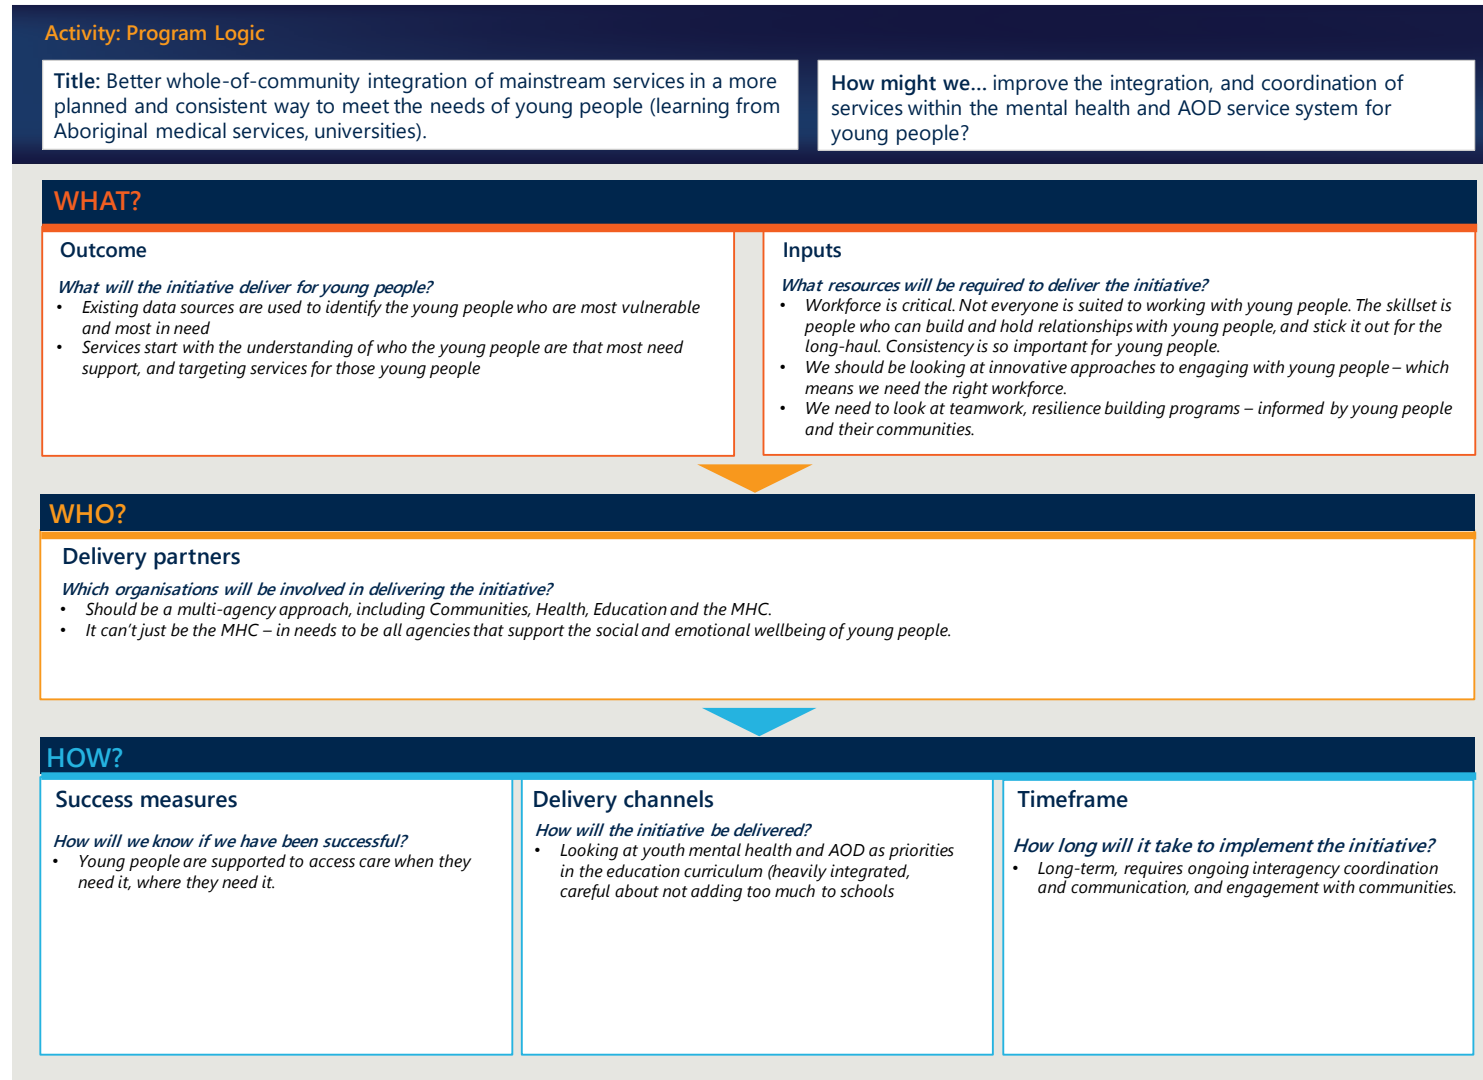 Activity: Program Logic
Title: Better whole-of-community integration of mainstream services in a more
planned and consistent way to meet the needs of young people (learning from
Aboriginal medical services, universities).
How might we... improve the integration, and coordination of
services within the mental health and AOD service system for
young people?
WHAT?
Outcome
What will the initiative deliver for young people?
• Existing data sources are used to identify the young people who are most vulnerable
and most in need
• Services start with the understanding of who the young people are that most need
support, and targeting services for those young people
Inputs
What resources will be required to deliver the initiative?
• Workforce is critical. Not everyone is suited to working with young people. The skillset is
people who can build and hold relationships with young people, and stick it out for the
long-haul. Consistency is so important for young people.
• We should be looking at innovative approaches to engaging with young people – which
means we need the right workforce.
• We need to look at teamwork, resilience building programs – informed by young people
and their communities.
WHO?
Delivery partners
Which organisations will be involved in delivering the initiative?
• Should be a multi-agency approach, including Communities, Health, Education and the MHC.
• It can't just be the MHC – in needs to be all agencies that support the social and emotional wellbeing of young people.
HOW?
Success measures
How will we know if we have been successful?
• Young people are supported to access care when they
need it, where they need it.
Delivery channels
How will the initiative be delivered?
• Looking at youth mental health and AOD as priorities
in the education curriculum (heavily integrated,
careful about not adding too much to schools
Timeframe
How long will it take to implement the initiative?
• Long-term, requires ongoing interagency coordination
and communication, and engagement with communities.